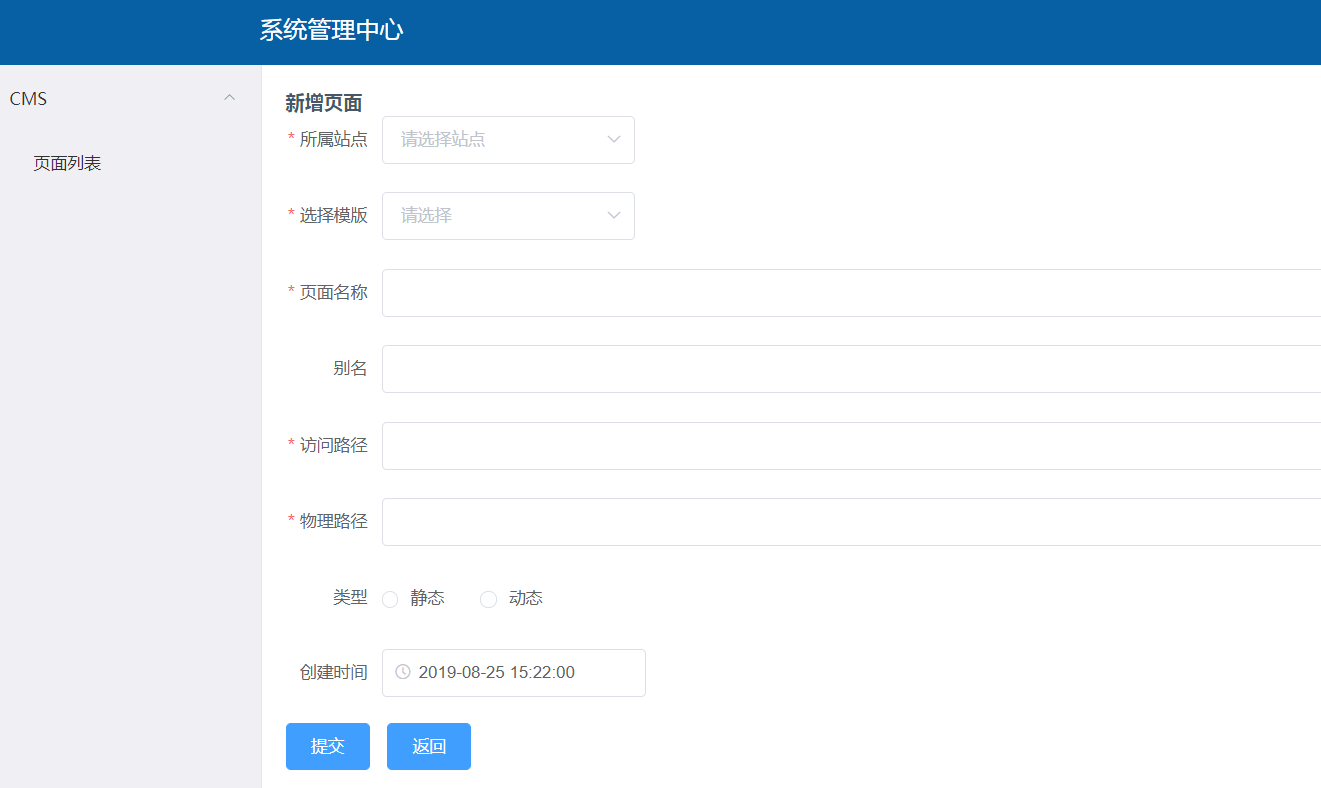 系统管理中心
CMS
页面列表
新增页面
* 所属站点 请选择站点
* 选择模版 请选择
* 页面名称
别名
* 访问路径
* 物理路径
类型 静态 动态
创建时间 2019-08-25 15:22:00
提交 返回